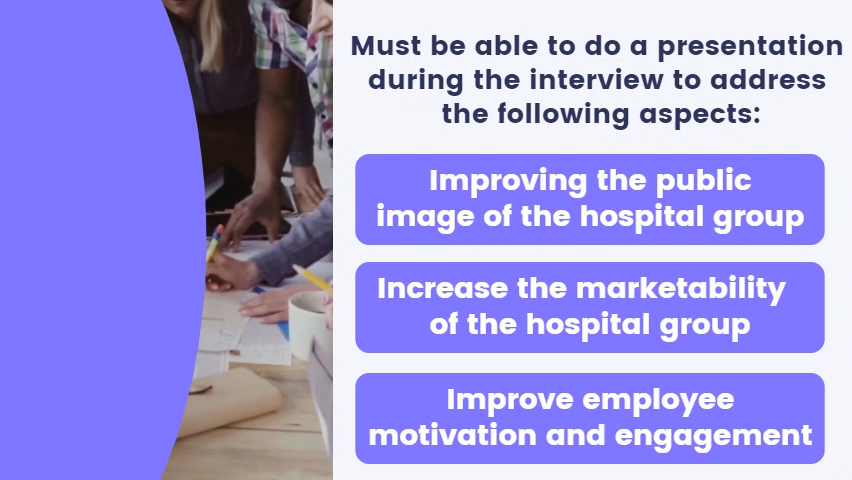 Must be able to do a presentation
during the interview to address
the following aspects:
Improving the public
image of the hospital group
Increase the marketability
of the hospital group
Improve employee
motivation and engagement